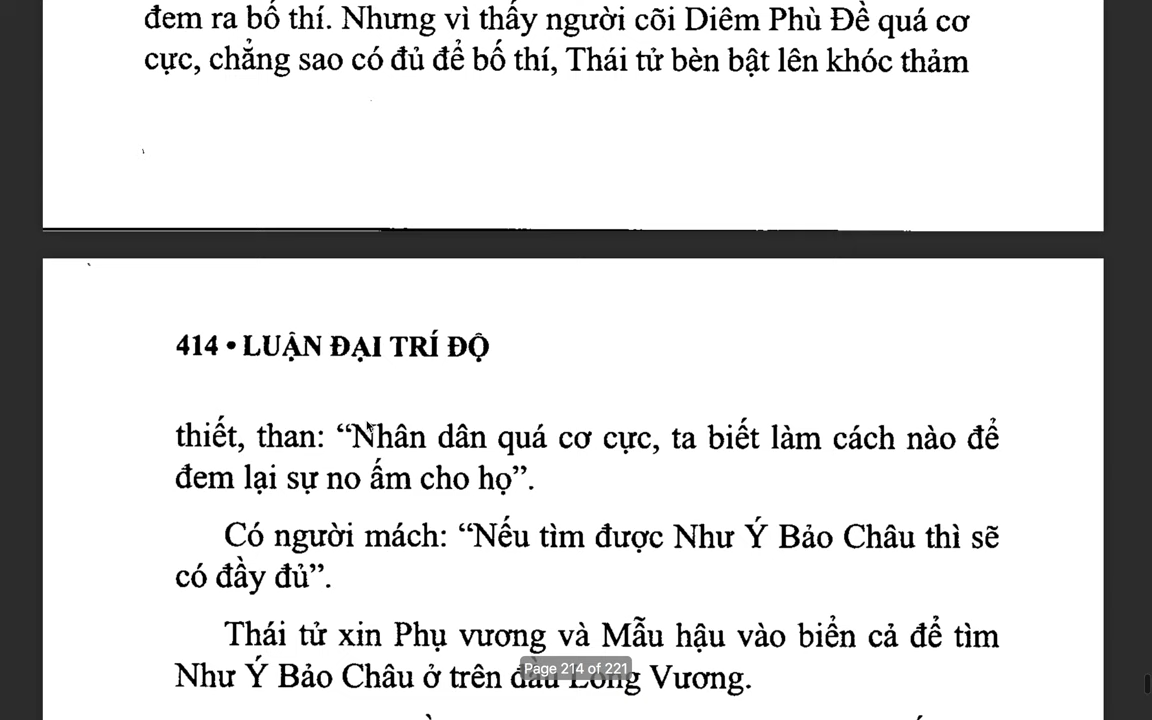 đem ra bố thí. Nhưng vì thấy người cõi Diêm Phù Đề quá cơ
cực, chẳng sao có đủ để bố thí, Thái tử bèn bật lên khóc thảm
414 • LUẬN ĐẠI TRÍ ĐỘ
thiết, than: “Nhân dân quá cơ cực, ta biết làm cách nào để
đem lại sự no ấm cho họ”.
Có người mách: “Nếu tìm được Như Ý Bảo Châu thì sẽ
có đầy đủ”.
Thái tử xin Phụ vương và Mẫu hậu vào biển cả để tìm
Như Ý Bảo Châu ở trên đầu Long Vương.
Page 214 of 221